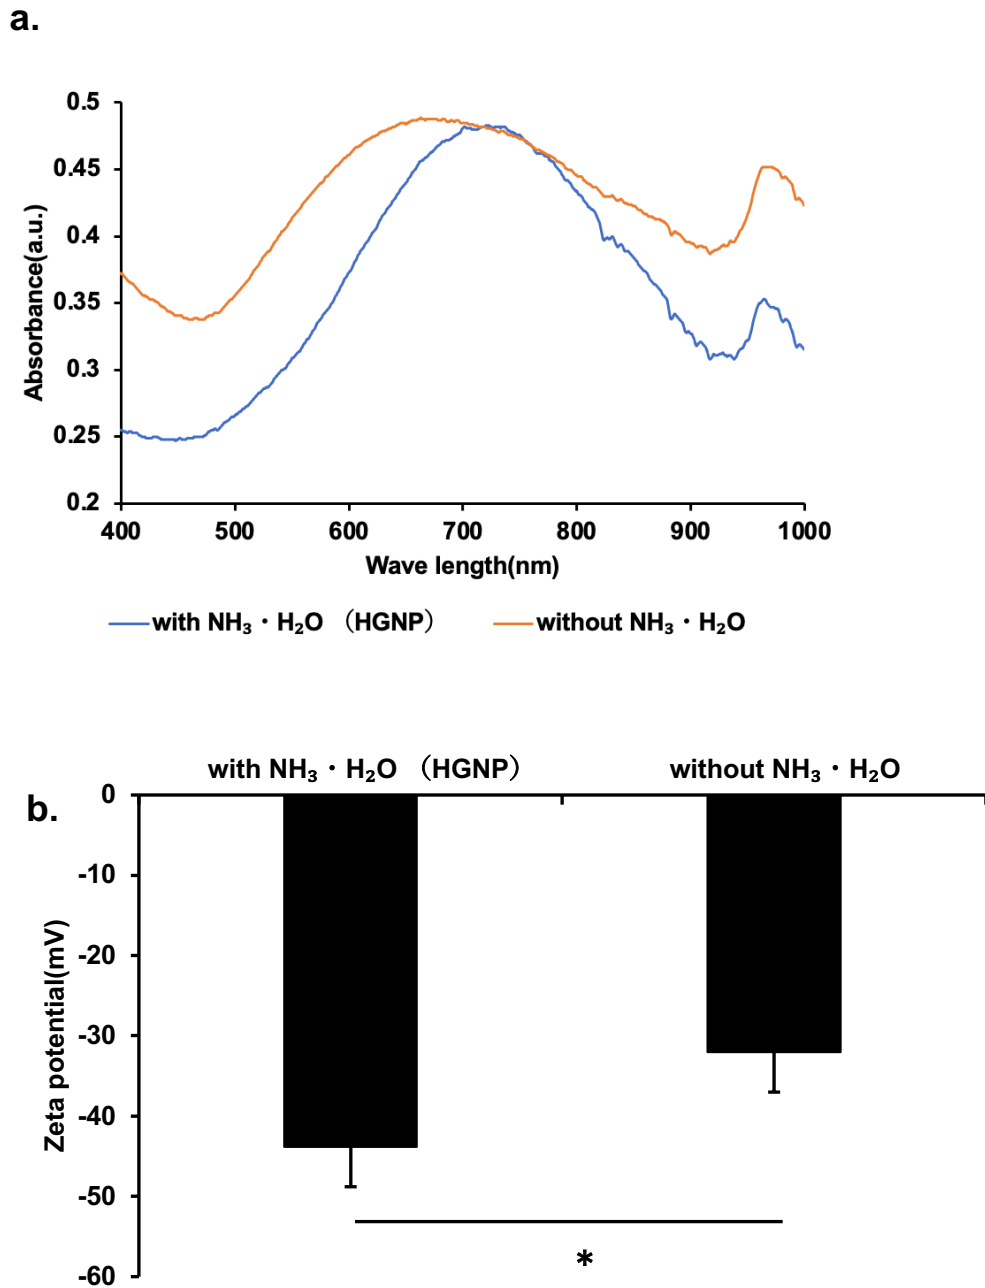 a.
0.5
0.45
0.4
0.35
0.3
0.25
0.2
Absorbance(a.u.)
400 500 600 700 800 900 1000
Wave length(nm)
with NH₃・H₂O （HGNP） without NH₃・H₂O
with NH₃・H₂O （HGNP） without NH₃・H₂O
b.
0
-10
-20
-30
-40
-50
-60
Zeta potential(mV)
*